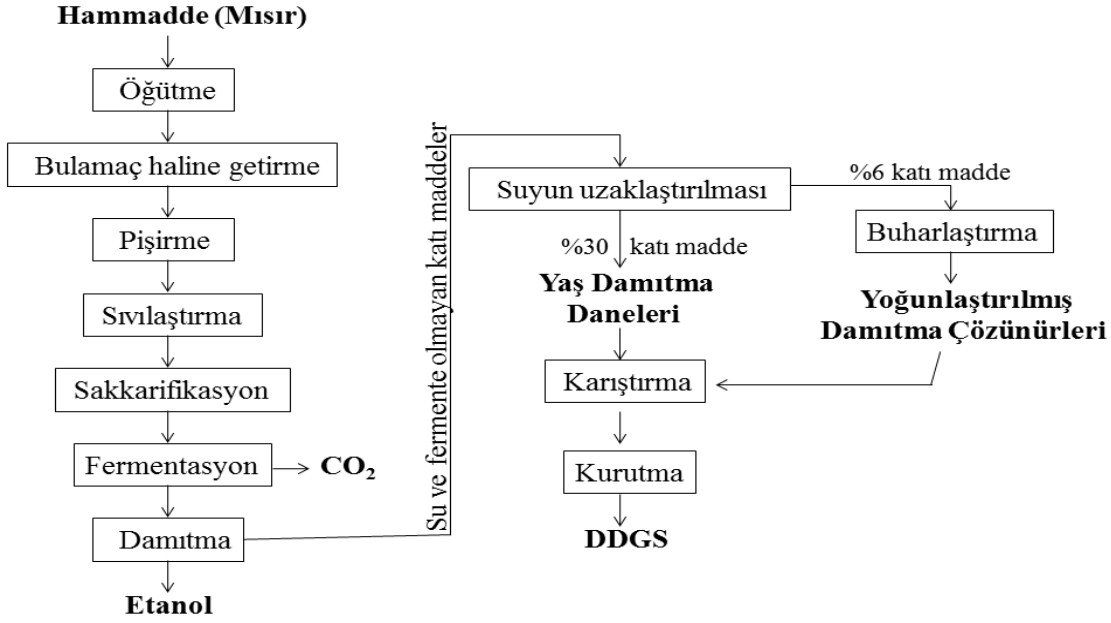 Hammadde (Mısır)
Öğütme
Bulamaç haline getirme
Pişirme
Sıvılaştırma
Sakkarifikasyon
Fermentasyon
CO₂
Damıtma
Etanol
Su ve fermente olmayan katı maddeler
Suyun uzaklaştırılması
%6 katı madde
Buharlaştırma
%30 katı madde
Yaş Damıtma
Daneleri
Yoğunlaştırılmış
Damıtma Çözünürleri
Karıştırma
Kurutma
DDGS